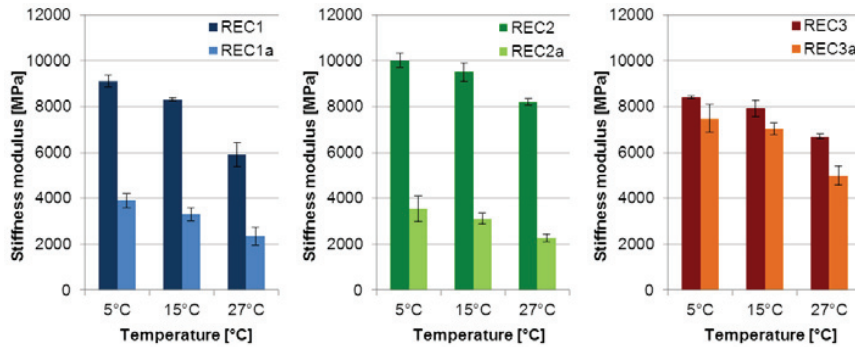 12000
10000
8000
6000
4000
2000
0
Stiffness modulus [MPa]
REC1
REC1a
5°C 15°C 27°C
Temperature [°C]
12000
10000
8000
6000
4000
2000
0
Stiffness modulus [MPa]
REC2
REC2a
5°C 15°C 27°C
Temperature [°C]
12000
10000
8000
6000
4000
2000
0
Stiffness modulus [MPa]
REC3
REC3a
5°C 15°C 27°C
Temperature [°C]